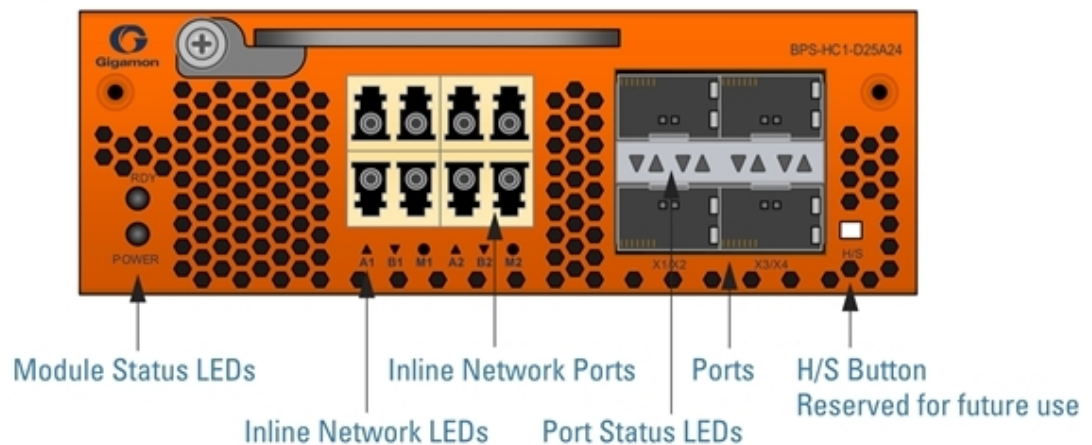 Gigamon
BPS-HC1-D25A24
RDY
POWER
A1 B1 M1 A2 B2 M2
X1/X2 X3/X4
H/S
Module Status LEDs
Inline Network Ports
Ports
H/S Button
Reserved for future use
Inline Network LEDs
Port Status LEDs